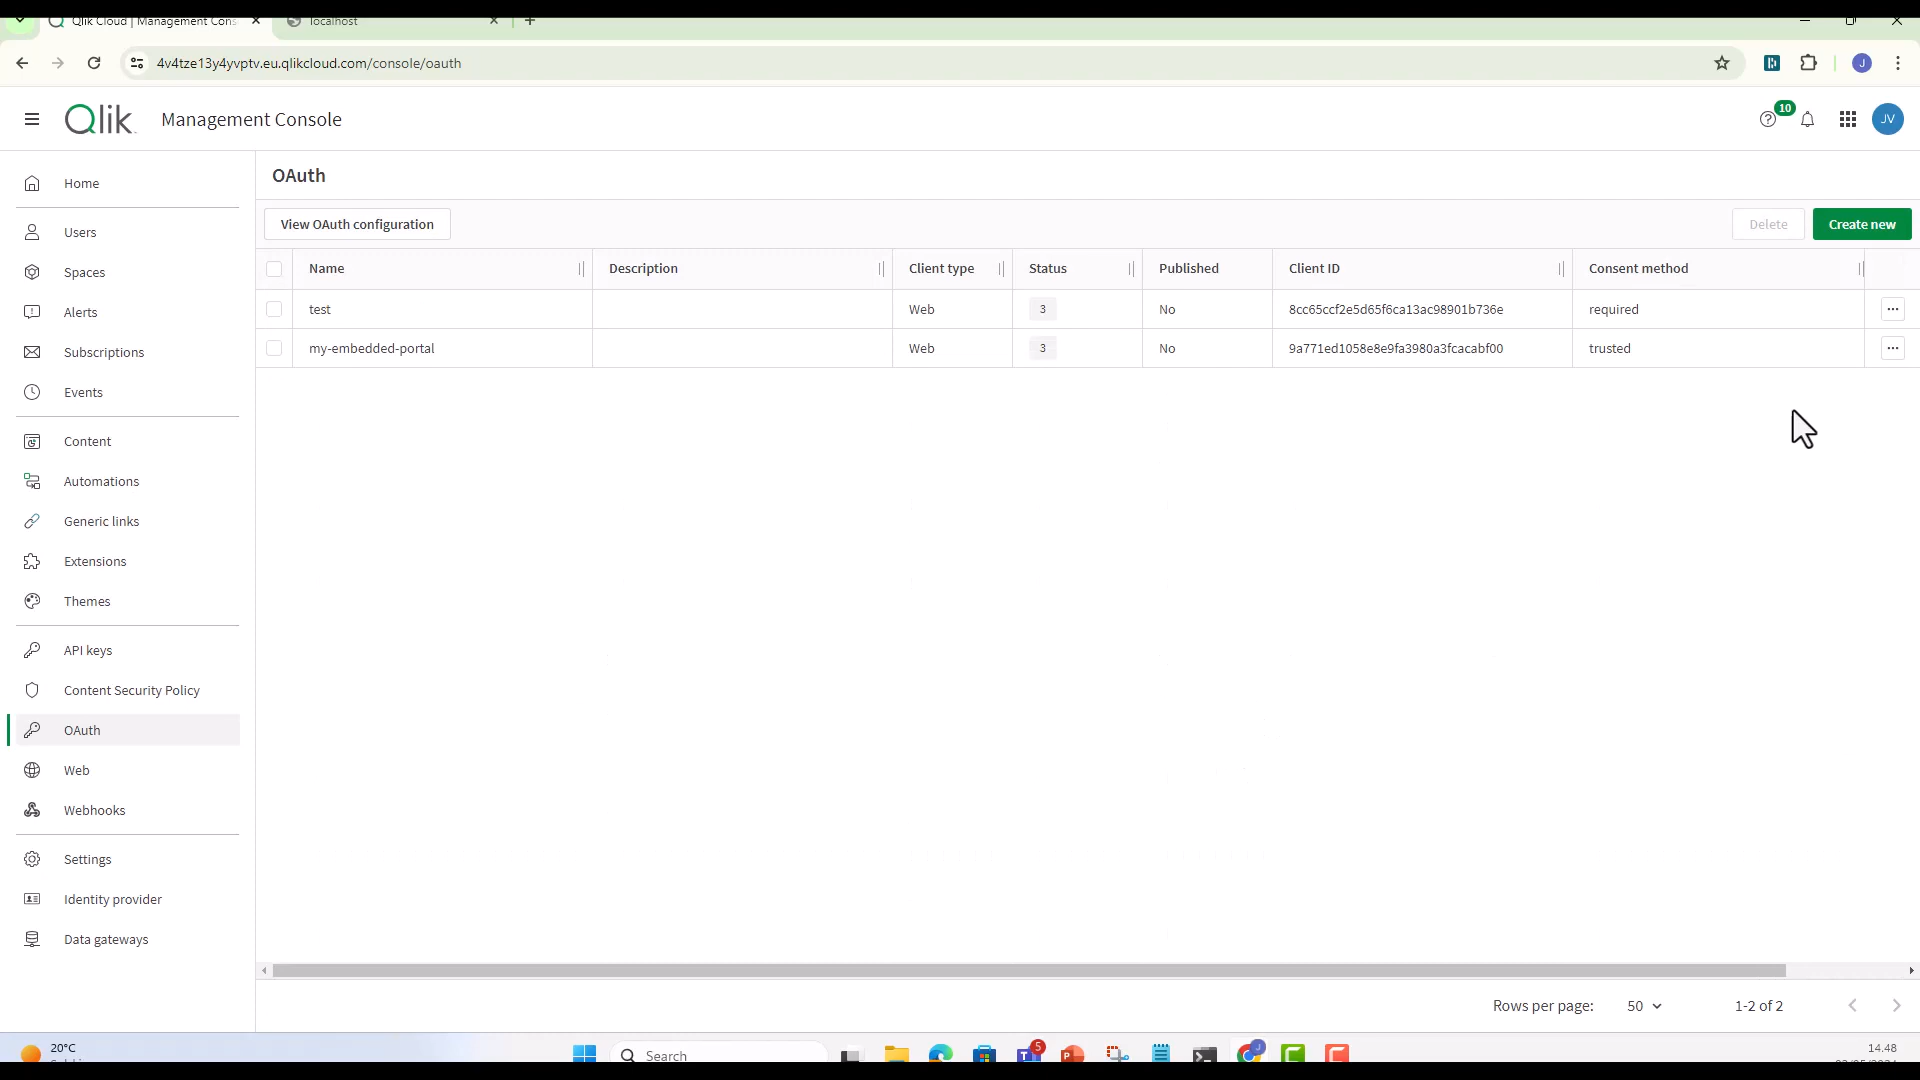 Qlik Cloud | Management Cons
localhost
4v4tze13y4yvptv.eu.qlikcloud.com/console/oauth
J
Qlik
Management Console
10
JV
Home
Users
Spaces
Alerts
Subscriptions
Events
Content
Automations
Generic links
Extensions
Themes
API keys
Content Security Policy
OAuth
Web
Webhooks
Settings
Identity provider
Data gateways
OAuth
View OAuth configuration
Delete
Create new
Name Description Client type Status Published Client ID Consent method
test Web 3 No 8cc65ccf2e5d65f6ca13ac98901b736e required
my-embedded-portal Web 3 No 9a771ed1058e8e9fa3980a3fcacabf00 trusted
Rows per page: 50 1-2 of 2
20°C
Search
5
14.48